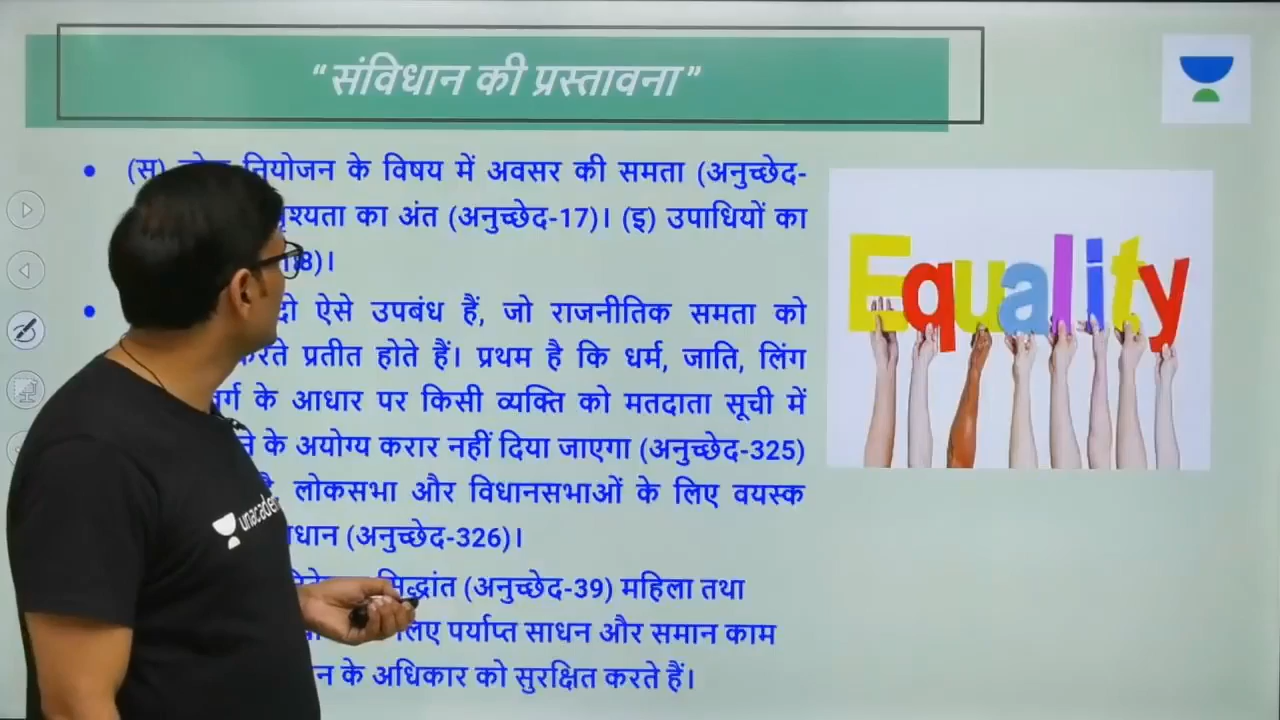 “संविधान की प्रस्तावना”
(स) नियोजन के विषय में अवसर की समता (अनुच्छेद-
का अंत (अनुच्छेद-17)। (इ) उपाधियों का
18)।
दो ऐसे उपबंध हैं, जो राजनीतिक समता को
करते प्रतीत होते हैं। प्रथम है कि धर्म, जाति, लिंग
के आधार पर किसी व्यक्ति को मतदाता सूची में
के अयोग्य करार नहीं दिया जाएगा (अनुच्छेद-325)
लोकसभा और विधानसभाओं के लिए वयस्क
(अनुच्छेद-326)।
सिद्धांत (अनुच्छेद-39) महिला तथा
लिए पर्याप्त साधन और समान काम
के अधिकार को सुरक्षित करते हैं।
Equality
unacademy